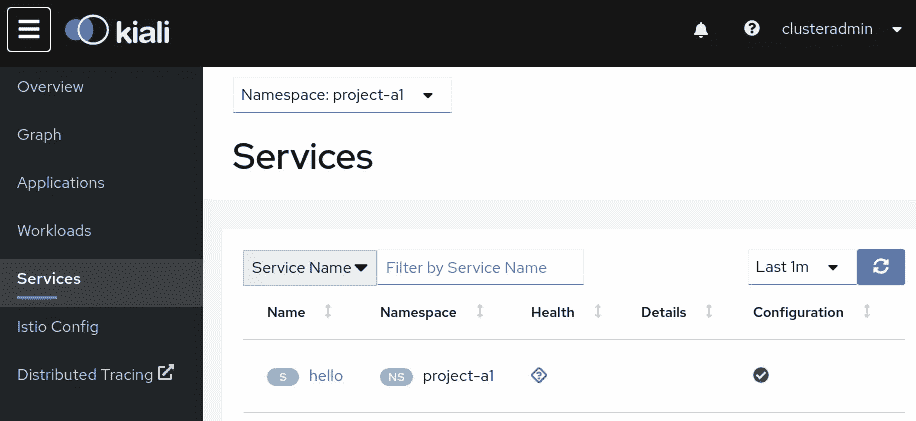 kiali
clusteradmin
Overview
Graph
Applications
Workloads
Services
Istio Config
Distributed Tracing
Namespace: project-a1
Services
Service Name Filter by Service Name Last 1m
Name Namespace Health Details Configuration
S hello NS project-a1